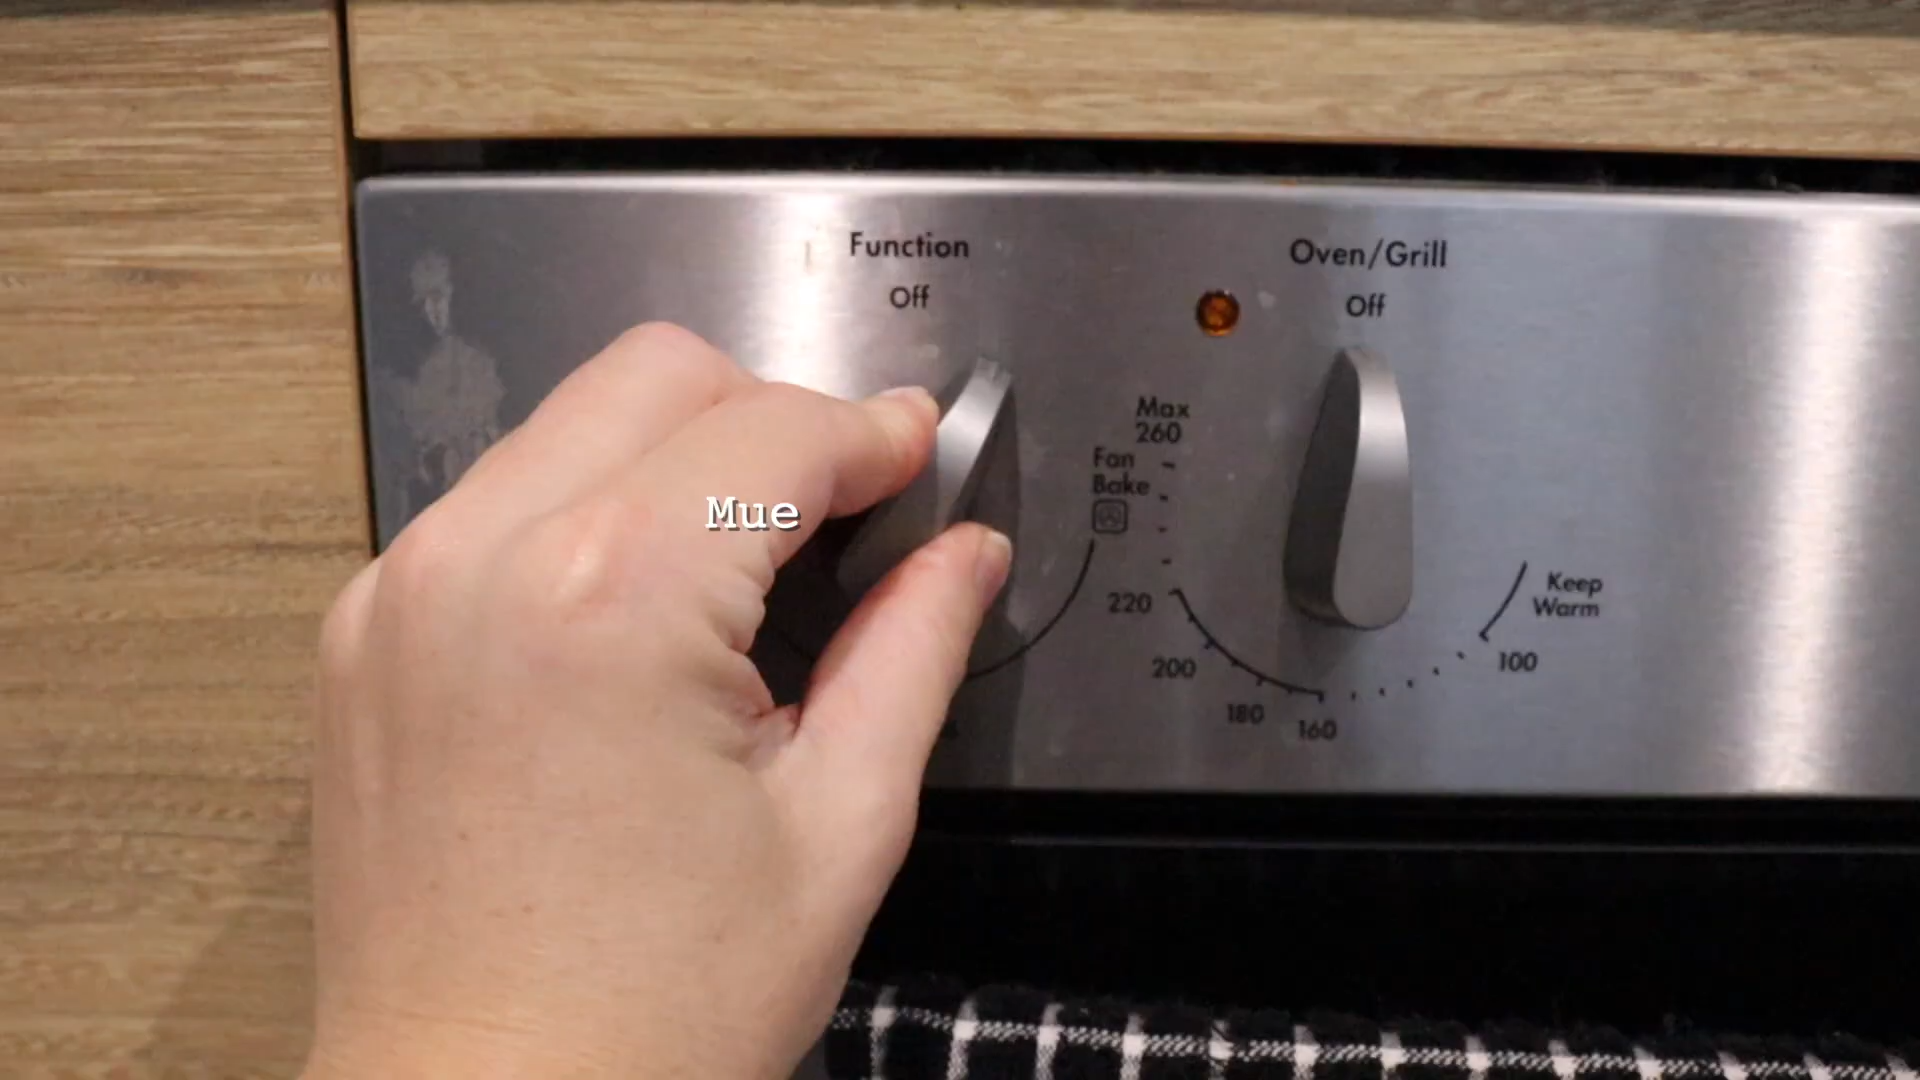 Function
Off
Oven/Grill
Off
Max
260
Fan
Bake
Mue
220
200
180
160
100
Keep
Warm